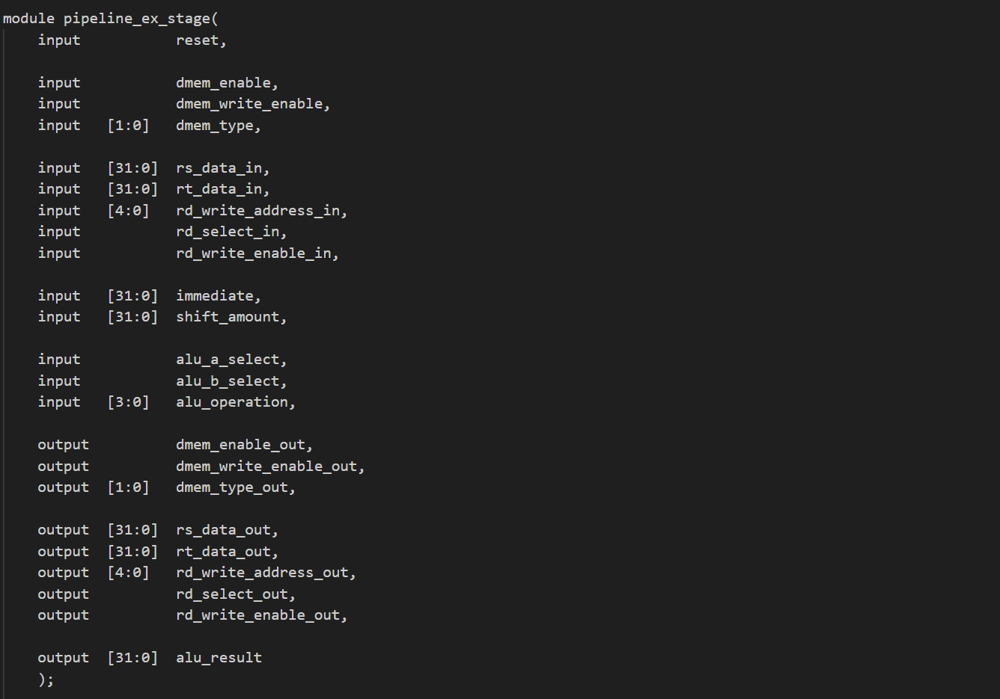 module pipeline_ex_stage(
input reset,
input dmem_enable,
input dmem_write_enable,
input [1:0] dmem_type,
input [31:0] rs_data_in,
input [31:0] rt_data_in,
input [4:0] rd_write_address_in,
input rd_select_in,
input rd_write_enable_in,
input [31:0] immediate,
input [31:0] shift_amount,
input alu_a_select,
input alu_b_select,
input [3:0] alu_operation,
output dmem_enable_out,
output dmem_write_enable_out,
output [1:0] dmem_type_out,
output [31:0] rs_data_out,
output [31:0] rt_data_out,
output [4:0] rd_write_address_out,
output rd_select_out,
output rd_write_enable_out,
output [31:0] alu_result
);